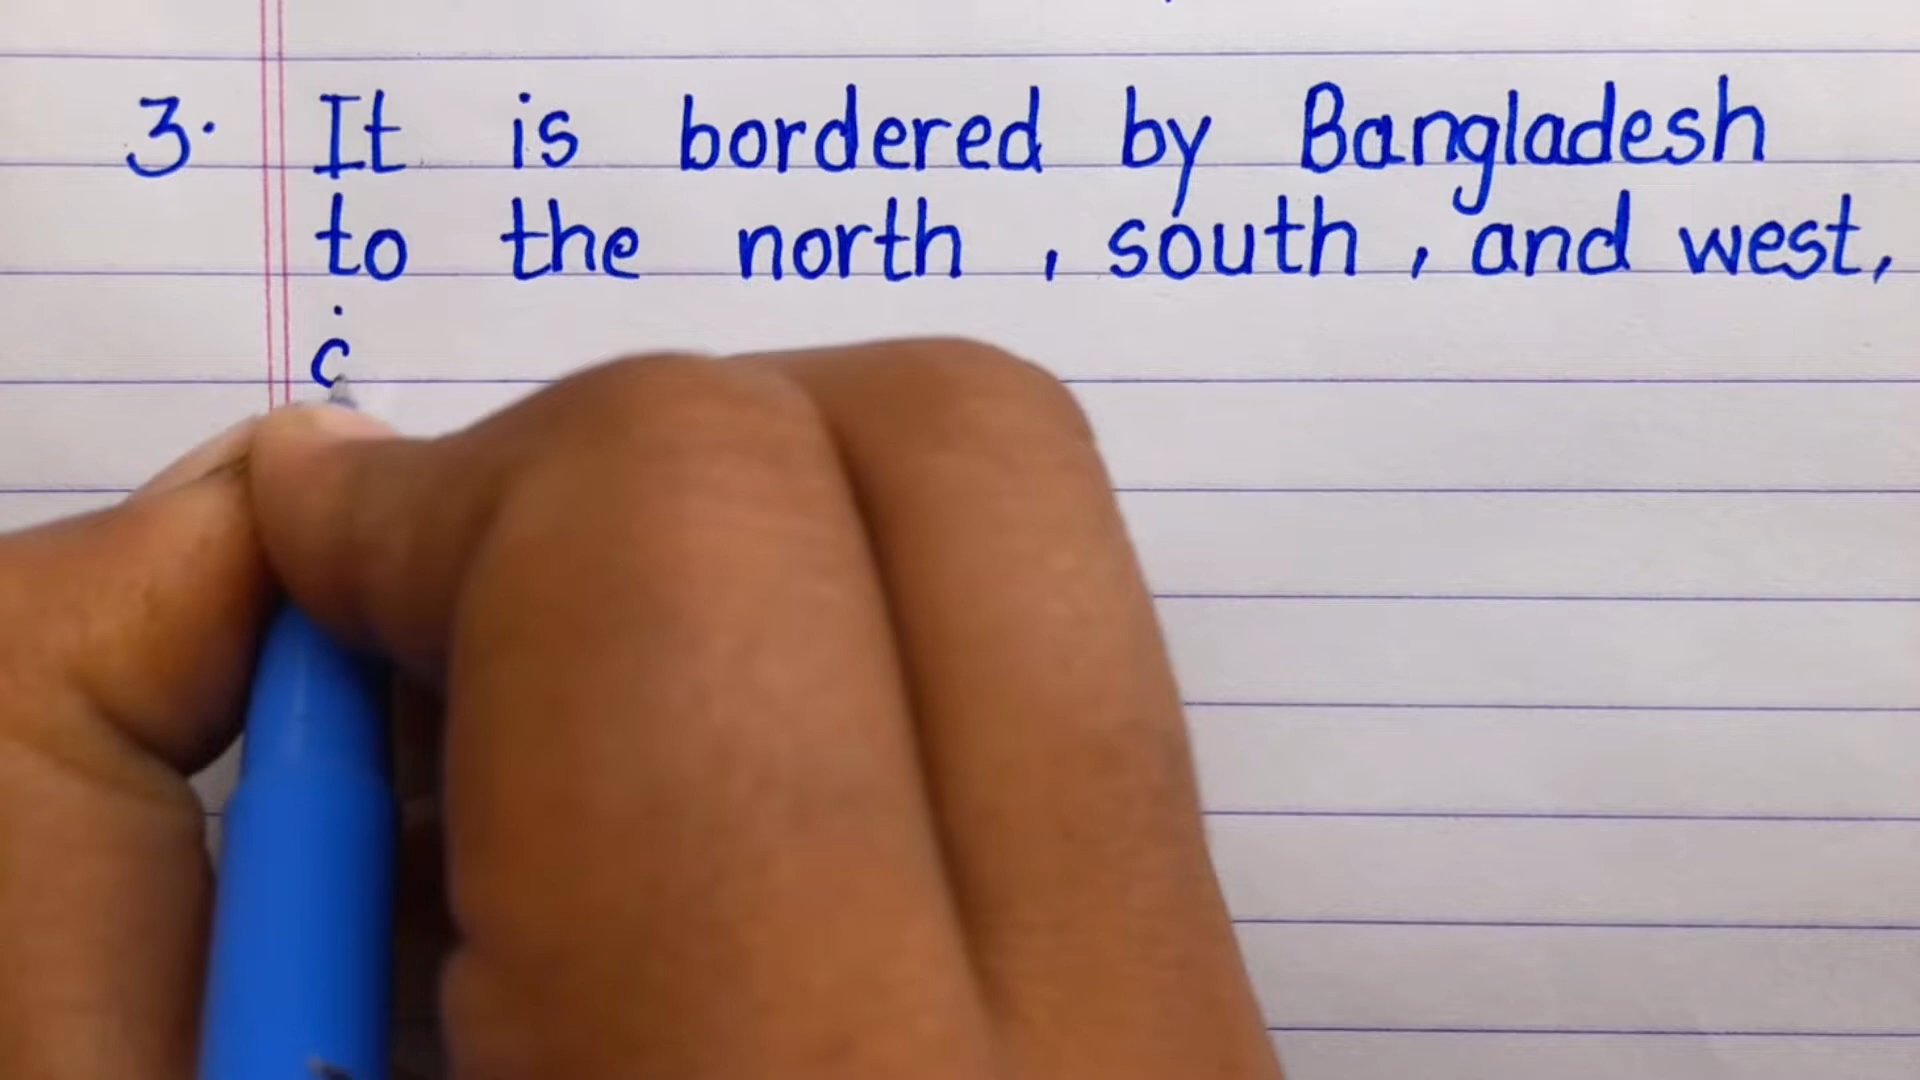 3. It is bordered by Bangladesh
to the north, south, and west,